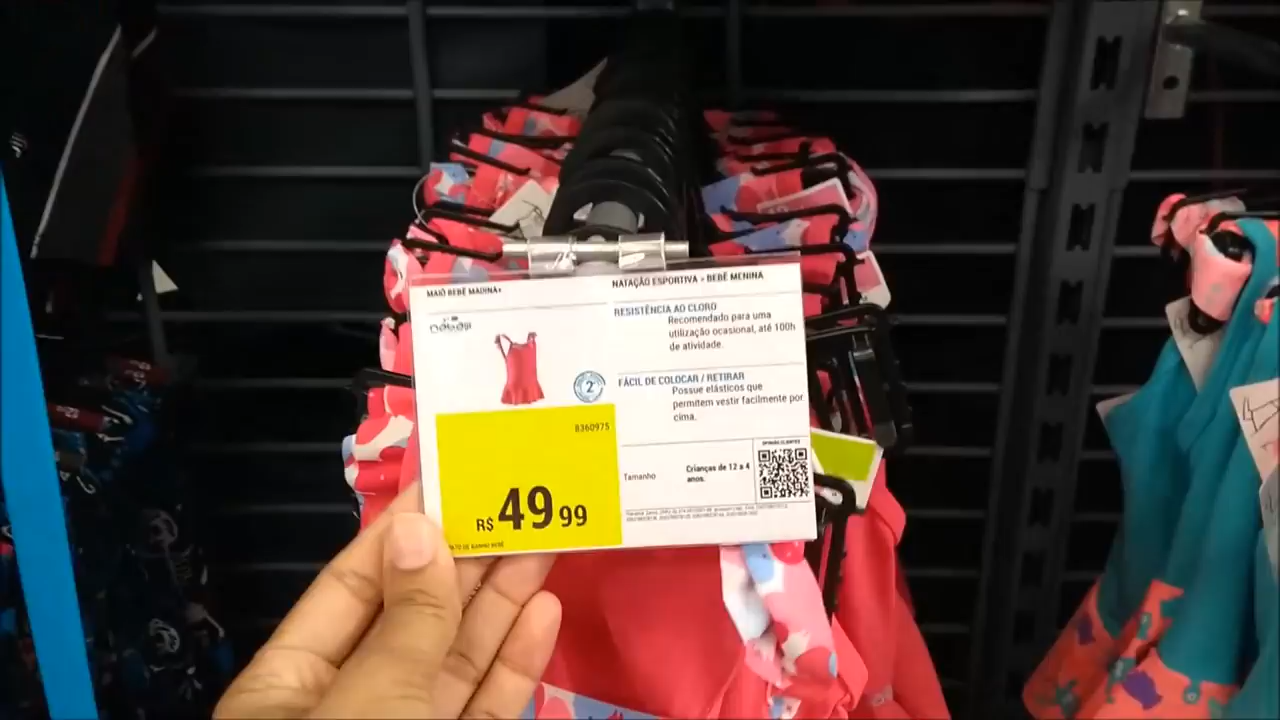 MAIÔ BEBÊ MADINA+
NATAÇÃO ESPORTIVA > BEBÊ MENINA
nabaiji
RESISTÊNCIA AO CLORO
Recomendado para uma
utilização ocasional, até 100h
de atividade.
2
FÁCIL DE COLOCAR / RETIRAR
Possue elásticos que
permitem vestir facilmente por
cima.
8360975
R$ 49 99
Tamanho
Crianças de 12 a 4
anos.
OPINIÃO CLIENTES